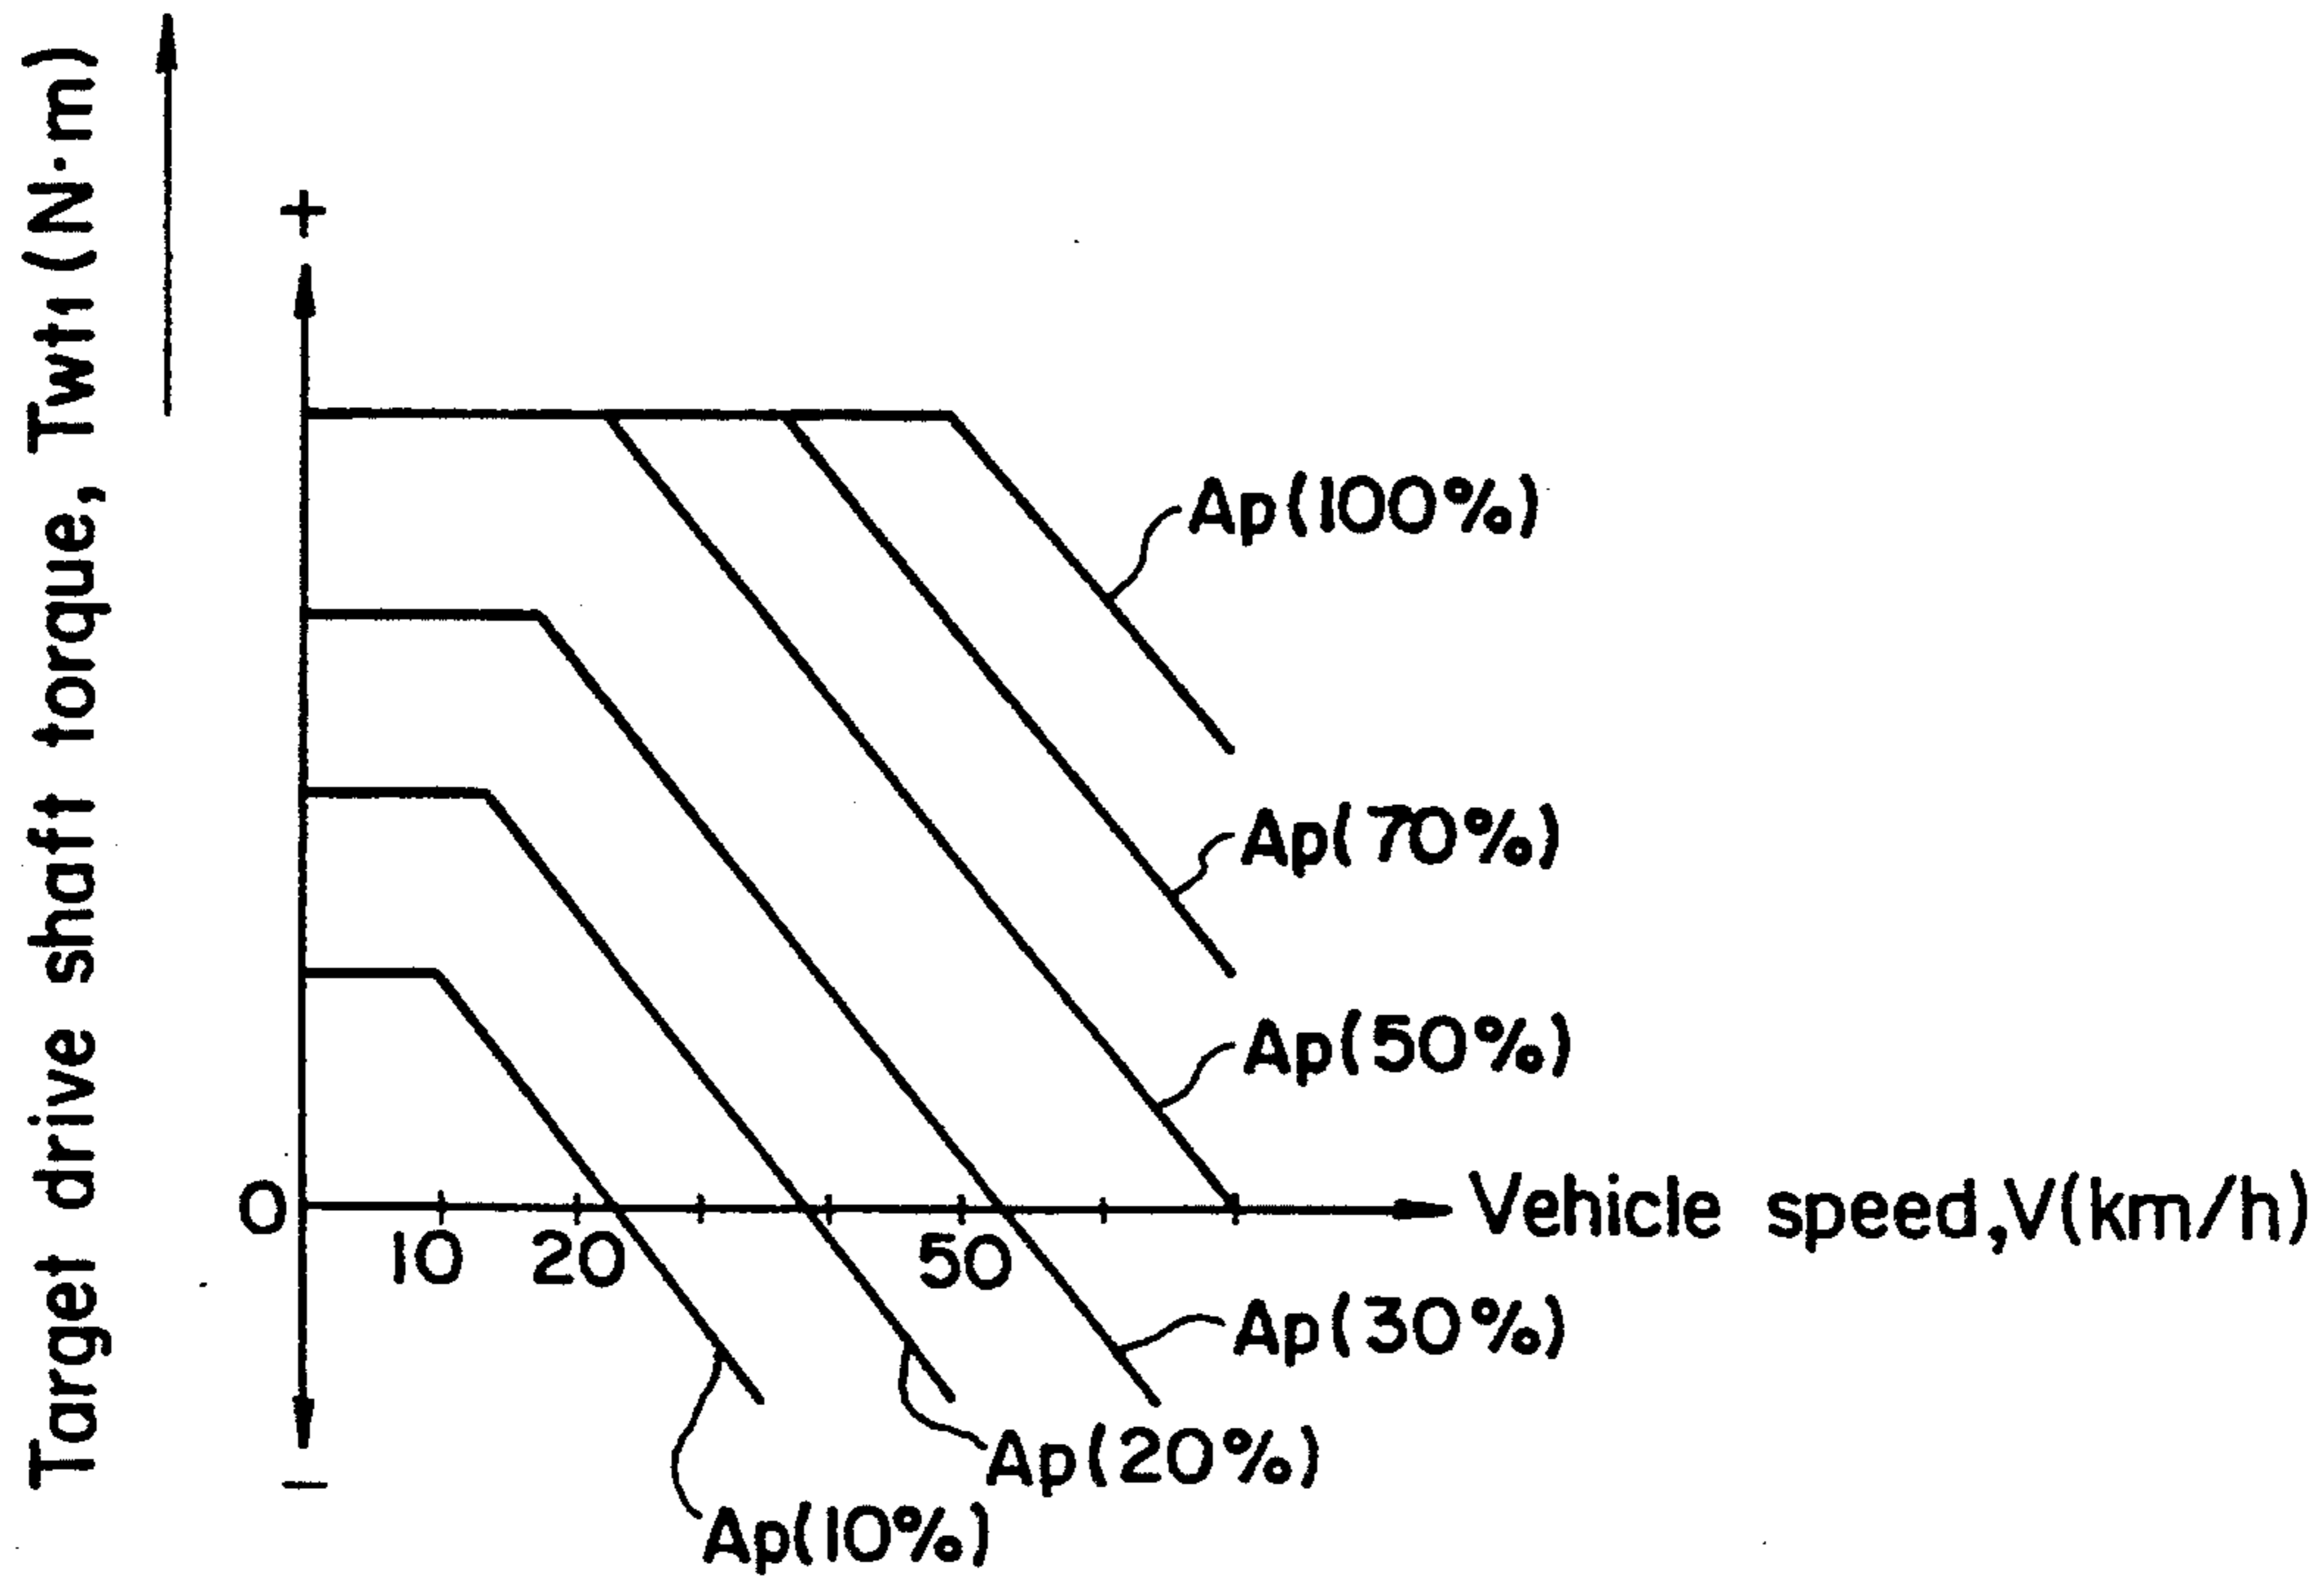 Target drive shaft torque, Twt1 (N·m)
+
Ap(100%)
Ap(70%)
Ap(50%)
0
Vehicle speed,V(km/h)
10 20 50
Ap(30%)
Ap(20%)
−
Ap(10%)